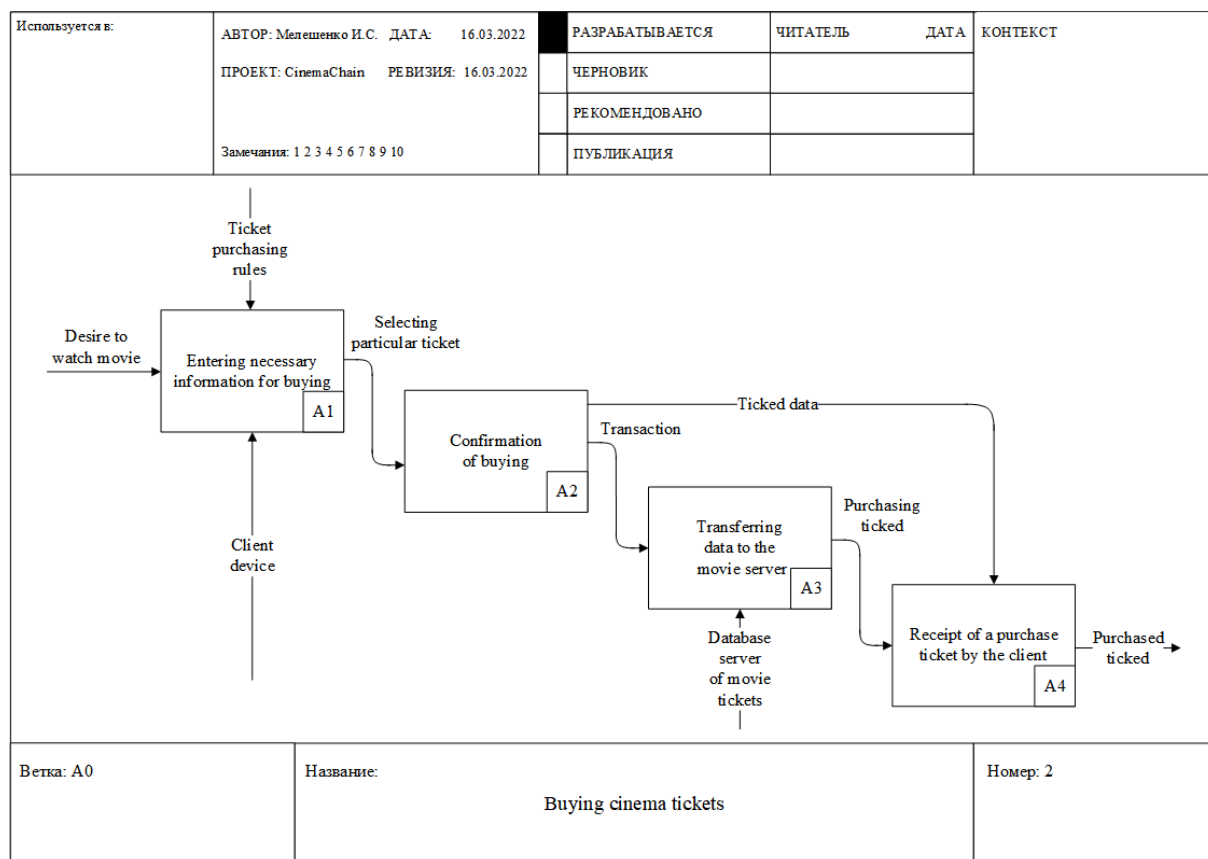 Используется в:
АВТОР: Мелешенко И.С. ДАТА: 16.03.2022
ПРОЕКТ: CinemaChain РЕВИЗИЯ: 16.03.2022
Замечания: 1 2 3 4 5 6 7 8 9 10
РАЗРАБАТЫВАЕТСЯ
ЧЕРНОВИК
РЕКОМЕНДОВАНО
ПУБЛИКАЦИЯ
ЧИТАТЕЛЬ ДАТА
КОНТЕКСТ
Ticket
purchasing
rules
Desire to
watch movie
Entering necessary
information for buying
A1
Selecting
particular ticket
Client
device
Confirmation
of buying
A2
Ticked data
Transaction
Transferring
data to the
movie server
A3
Purchasing
ticked
Database
server
of movie
tickets
Receipt of a purchase
ticket by the client
A4
Purchased
ticked
Ветка: A0
Название:
Buying cinema tickets
Номер: 2